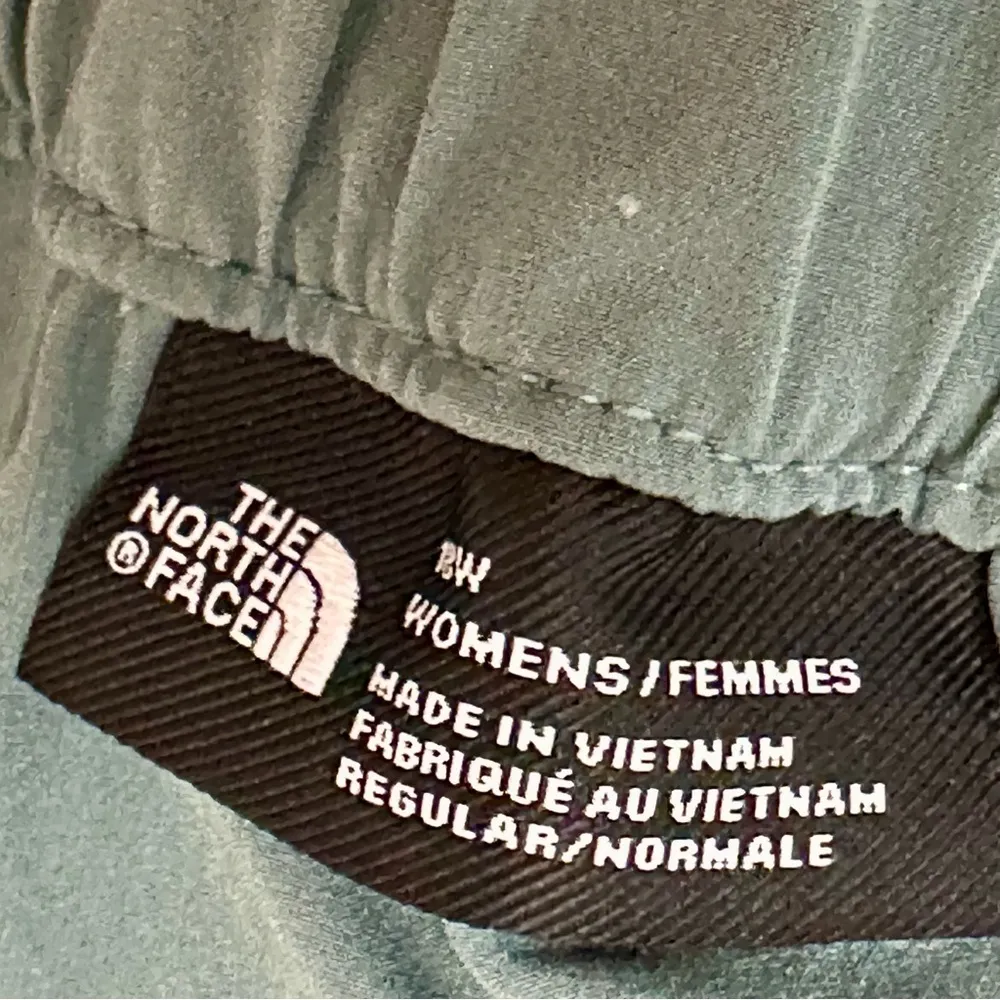 THE
NORTH
® FACE
WOMENS / FEMMES
MADE IN VIETNAM
FABRIQUÉ AU VIETNAM
REGULAR/NORMALE